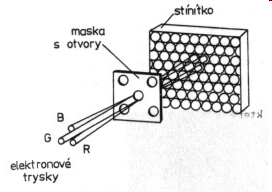 stínítko
maska
s otvory
B
G
R
elektronové
trysky